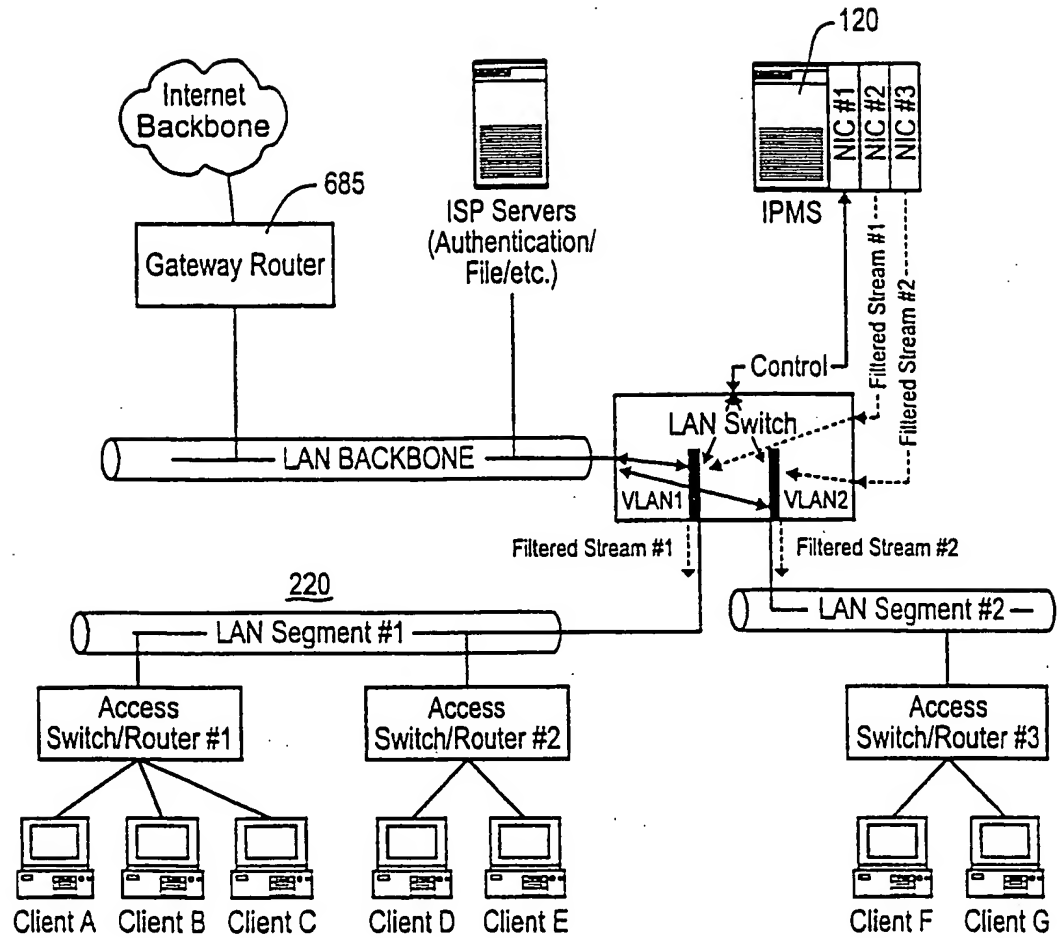 120
Internet
Backbone
NIC #1
NIC #2
NIC #3
685
Gateway Router
ISP Servers
(Authentication/
File/etc.)
IPMS
Filtered Stream #1
Filtered Stream #2
Control
LAN Switch
LAN BACKBONE
VLAN1
VLAN2
Filtered Stream #1
Filtered Stream #2
220
LAN Segment #1
LAN Segment #2
Access
Switch/Router #1
Access
Switch/Router #2
Access
Switch/Router #3
Client A
Client B
Client C
Client D
Client E
Client F
Client G